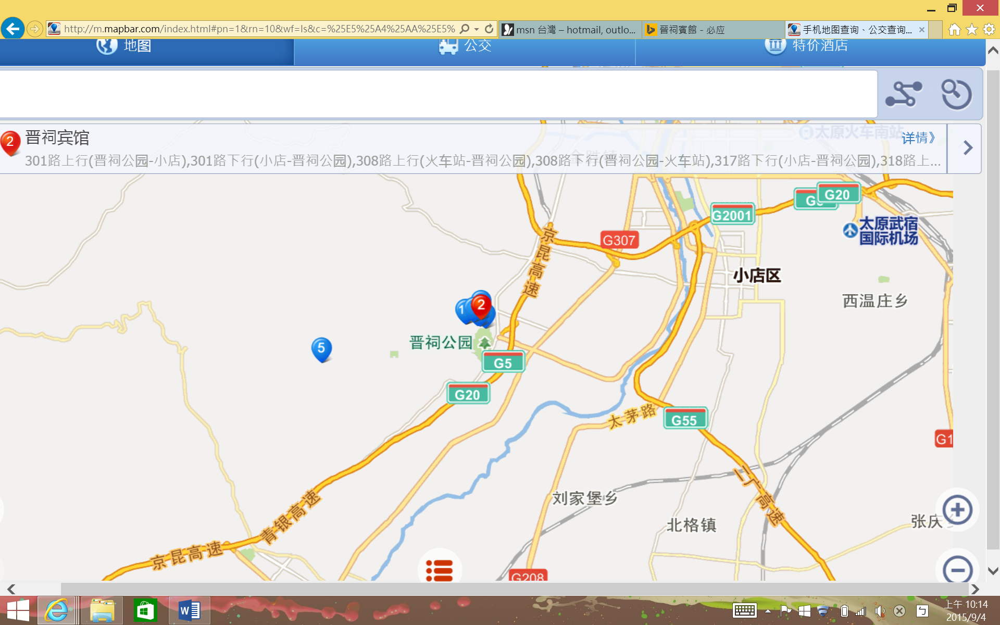 http://m.mapbar.com/index.html#pn=1&rn=10&wf=ls&c=%25E5%25A4%25AA%25E5%
msn 台灣 – hotmail, outlo...
晉祠賓館 - 必应
手机地图查询、公交查询...
地图
公交
特价酒店
2
晋祠宾馆
详情》
太原火车南站
301路上行(晋祠公园-小店),301路下行(小店-晋祠公园),308路上行(火车站-晋祠公园),308路下行(晋祠公园-火车站),317路下行(小店-晋祠公园),318路上...
G20
G2001
太原武宿
国际机场
G307
京昆高速
小店区
西温庄乡
1
2
5
晋祠公园
G5
G20
太茅路
G55
G1
二广高速
刘家堡乡
北格镇
张庆
青银高速
京昆高速
G208
上午 10:14
2015/9/4